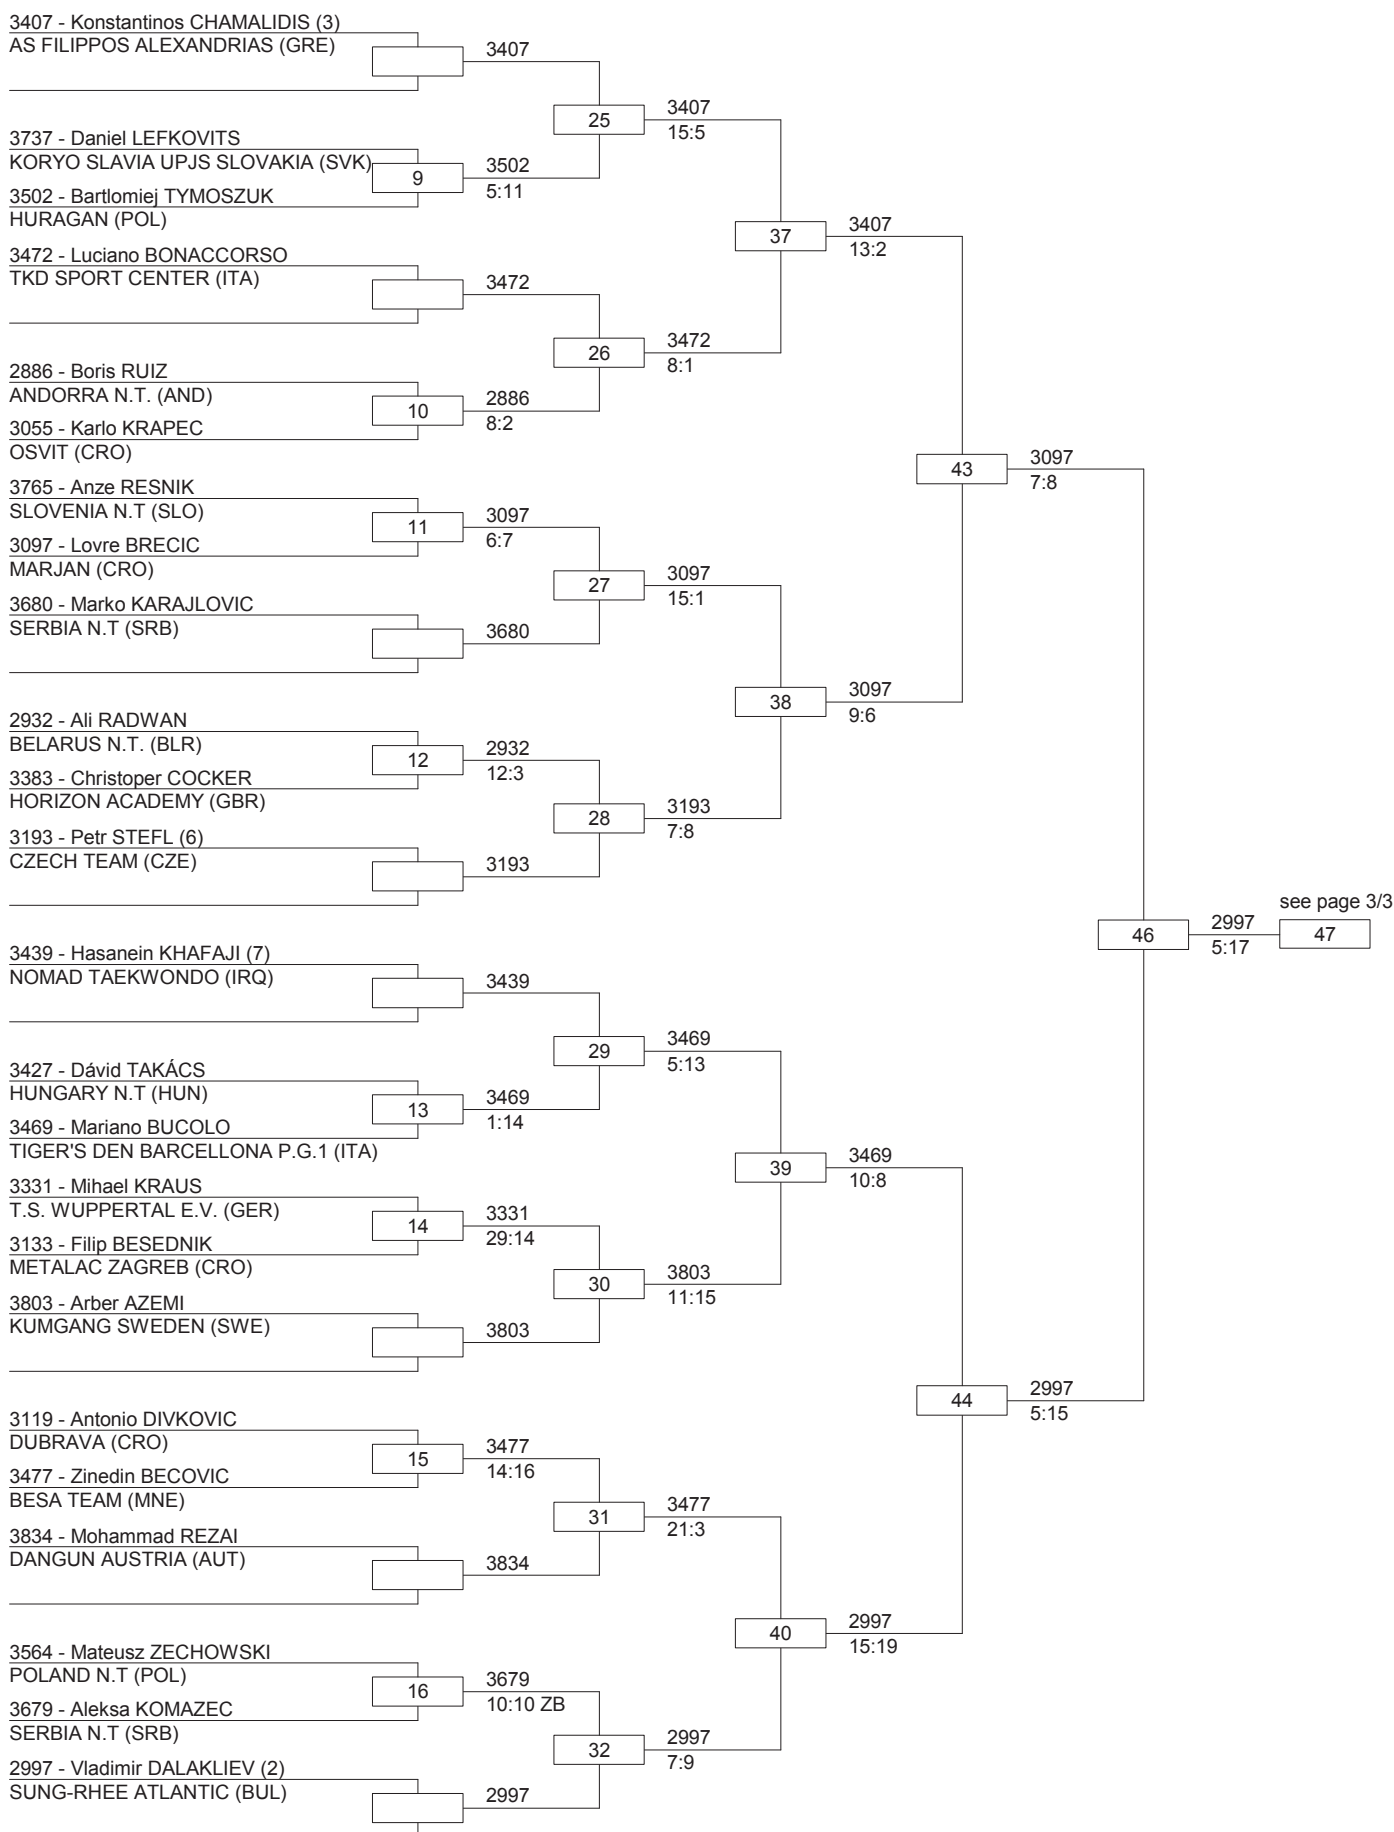 3407 - Konstantinos CHAMALIDIS (3)
AS FILIPPOS ALEXANDRIAS (GRE)
3407
25
3407
15:5
3737 - Daniel LEFKOVITS
KORYO SLAVIA UPJS SLOVAKIA (SVK)
9
3502
5:11
3502 - Bartlomiej TYMOSZUK
HURAGAN (POL)
37
3407
13:2
3472 - Luciano BONACCORSO
TKD SPORT CENTER (ITA)
3472
26
3472
8:1
2886 - Boris RUIZ
ANDORRA N.T. (AND)
10
2886
8:2
3055 - Karlo KRAPEC
OSVIT (CRO)
43
3097
7:8
3765 - Anze RESNIK
SLOVENIA N.T (SLO)
11
3097
6:7
3097 - Lovre BRECIC
MARJAN (CRO)
27
3097
15:1
3680 - Marko KARAJLOVIC
SERBIA N.T (SRB)
3680
38
3097
9:6
2932 - Ali RADWAN
BELARUS N.T. (BLR)
12
2932
12:3
3383 - Christoper COCKER
HORIZON ACADEMY (GBR)
28
3193
7:8
3193 - Petr STEFL (6)
CZECH TEAM (CZE)
3193
see page 3/3
46
2997
5:17
47
3439 - Hasanein KHAFAJI (7)
NOMAD TAEKWONDO (IRQ)
3439
29
3469
5:13
3427 - Dávid TAKÁCS
HUNGARY N.T (HUN)
13
3469
1:14
3469 - Mariano BUCOLO
TIGER'S DEN BARCELLONA P.G.1 (ITA)
39
3469
10:8
3331 - Mihael KRAUS
T.S. WUPPERTAL E.V. (GER)
14
3331
29:14
3133 - Filip BESEDNIK
METALAC ZAGREB (CRO)
30
3803
11:15
3803 - Arber AZEMI
KUMGANG SWEDEN (SWE)
3803
44
2997
5:15
3119 - Antonio DIVKOVIC
DUBRAVA (CRO)
15
3477
14:16
3477 - Zinedin BECOVIC
BESA TEAM (MNE)
31
3477
21:3
3834 - Mohammad REZAI
DANGUN AUSTRIA (AUT)
3834
40
2997
15:19
3564 - Mateusz ZECHOWSKI
POLAND N.T (POL)
16
3679
10:10 ZB
3679 - Aleksa KOMAZEC
SERBIA N.T (SRB)
32
2997
7:9
2997 - Vladimir DALAKLIEV (2)
SUNG-RHEE ATLANTIC (BUL)
2997